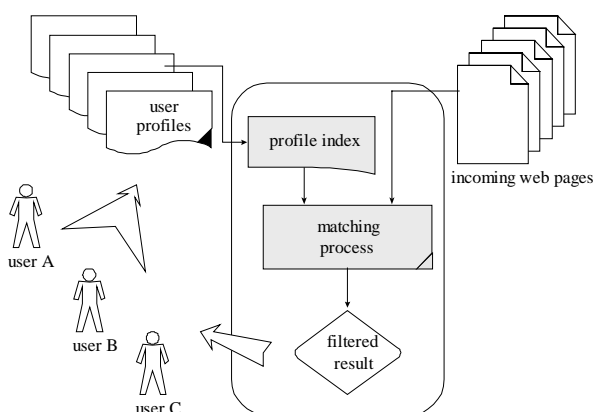 user
profiles
profile index
incoming web pages
matching
process
user A
user B
filtered
result
user C